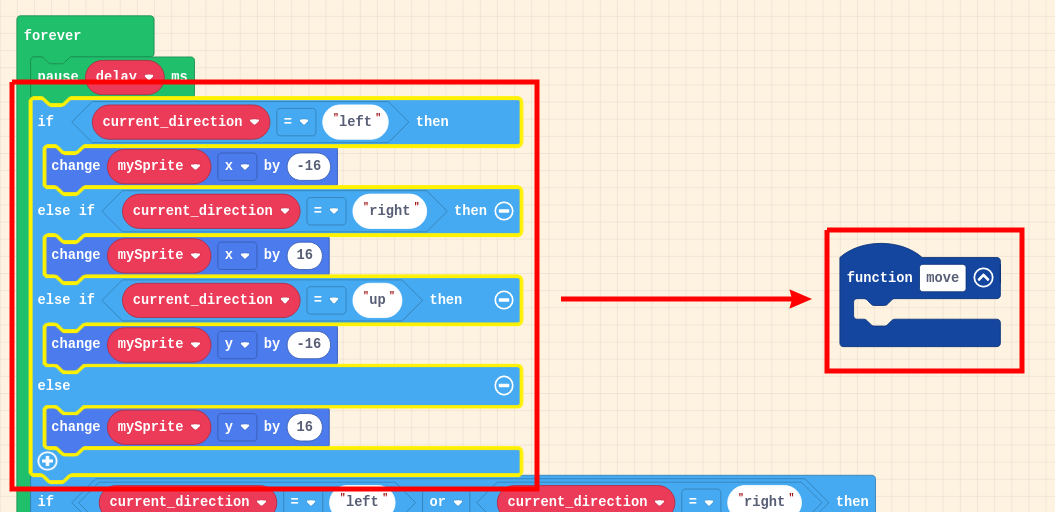 forever
pause delay ms
if current_direction = "left" then
change mySprite x by -16
else if current_direction = "right" then
change mySprite x by 16
else if current_direction = "up" then
change mySprite y by -16
else
change mySprite y by 16
if current_direction = "left" or current_direction = "right" then
function move